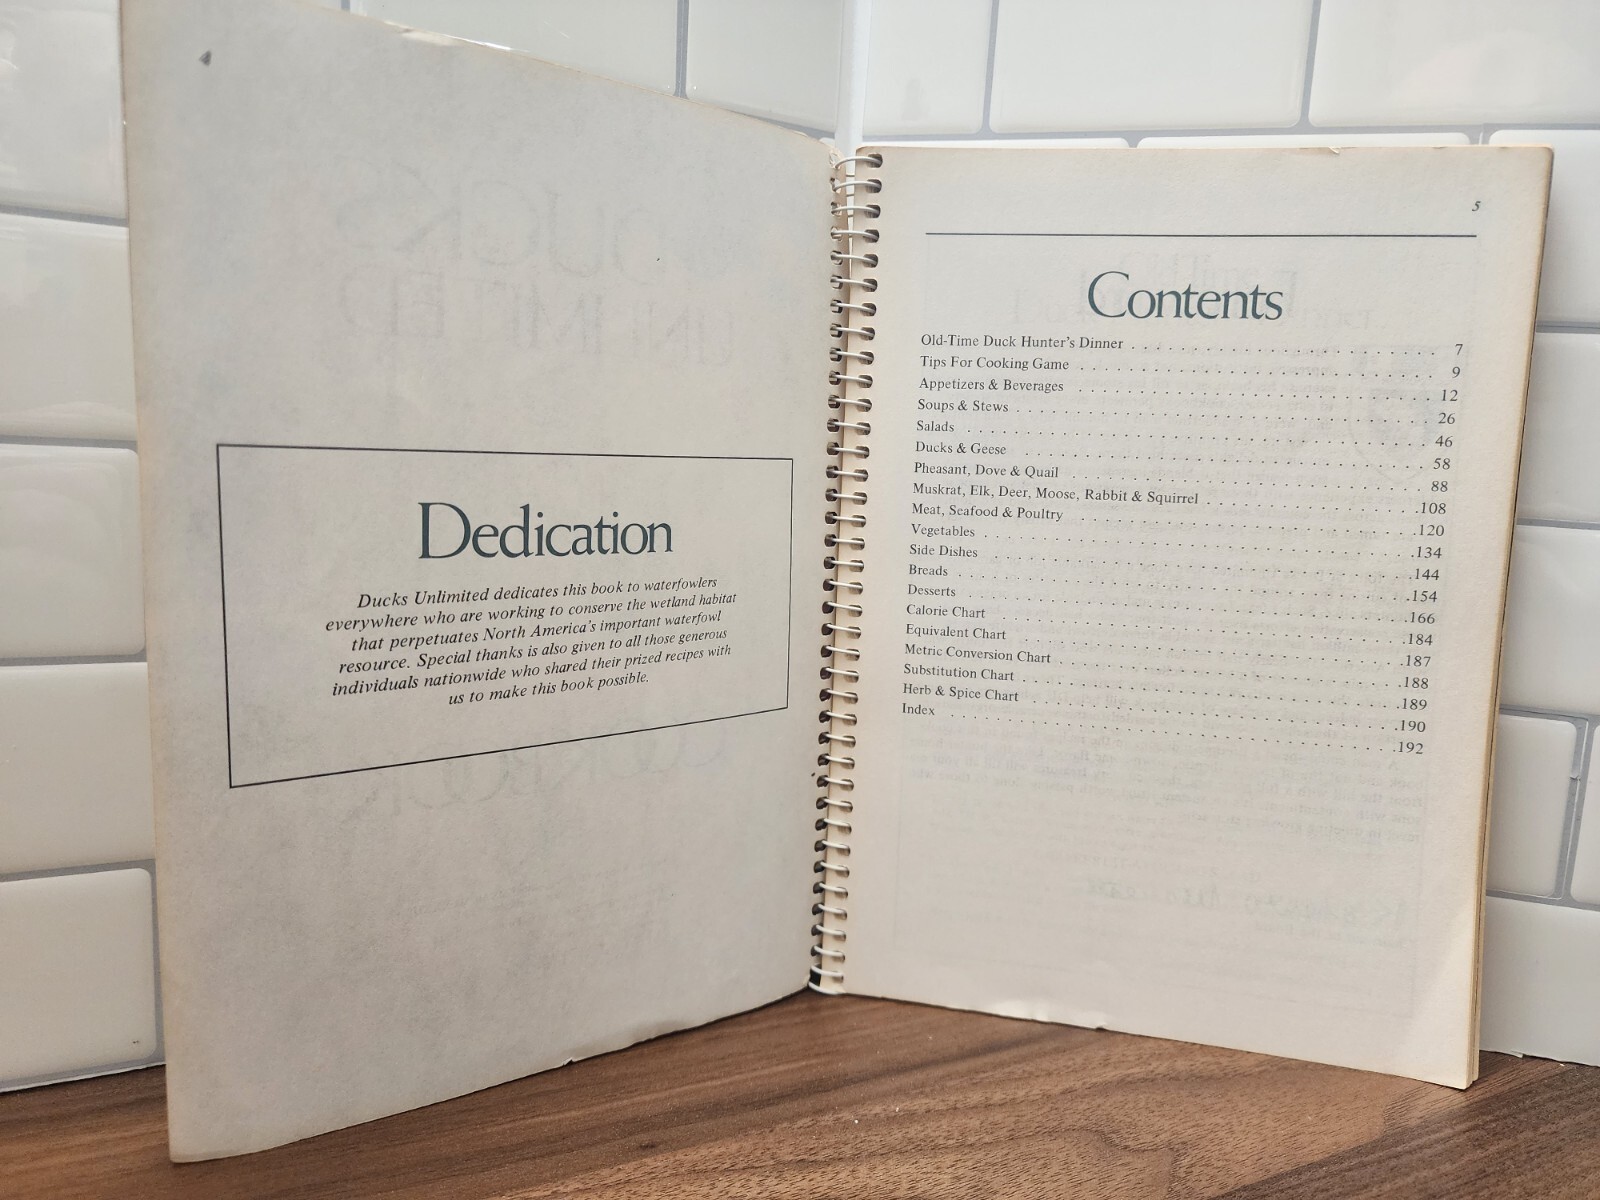 4
Dedication
Ducks Unlimited dedicates this book to waterfowlers
everywhere who are working to conserve the wetland habitat
that perpetuates North America's important waterfowl
resource. Special thanks is also given to all those generous
individuals nationwide who shared their prized recipes with
us to make this book possible.
5
Contents
Old-Time Duck Hunter's Dinner . . . . . . . . . . 7
Tips For Cooking Game . . . . . . . . . . 9
Appetizers & Beverages . . . . . . . . . . 12
Soups & Stews . . . . . . . . . . 26
Salads . . . . . . . . . . 46
Ducks & Geese . . . . . . . . . . 58
Pheasant, Dove & Quail . . . . . . . . . . 88
Muskrat, Elk, Deer, Moose, Rabbit & Squirrel . . . . . . . . . . 108
Meat, Seafood & Poultry . . . . . . . . . . 120
Vegetables . . . . . . . . . . 134
Side Dishes . . . . . . . . . . 144
Breads . . . . . . . . . . 154
Desserts . . . . . . . . . . 166
Calorie Chart . . . . . . . . . . 184
Equivalent Chart . . . . . . . . . . 187
Metric Conversion Chart . . . . . . . . . . 188
Substitution Chart . . . . . . . . . . 189
Herb & Spice Chart . . . . . . . . . . 190
Index . . . . . . . . . . 192